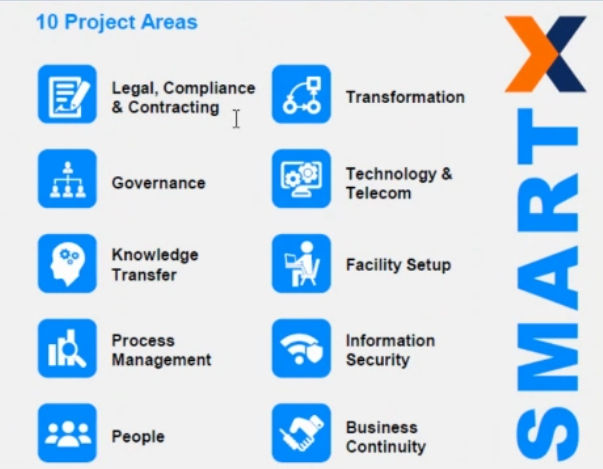 10 Project Areas
Legal, Compliance
& Contracting
Transformation
Governance
Technology &
Telecom
Knowledge
Transfer
Facility Setup
Process
Management
Information
Security
People
Business
Continuity
SMART X